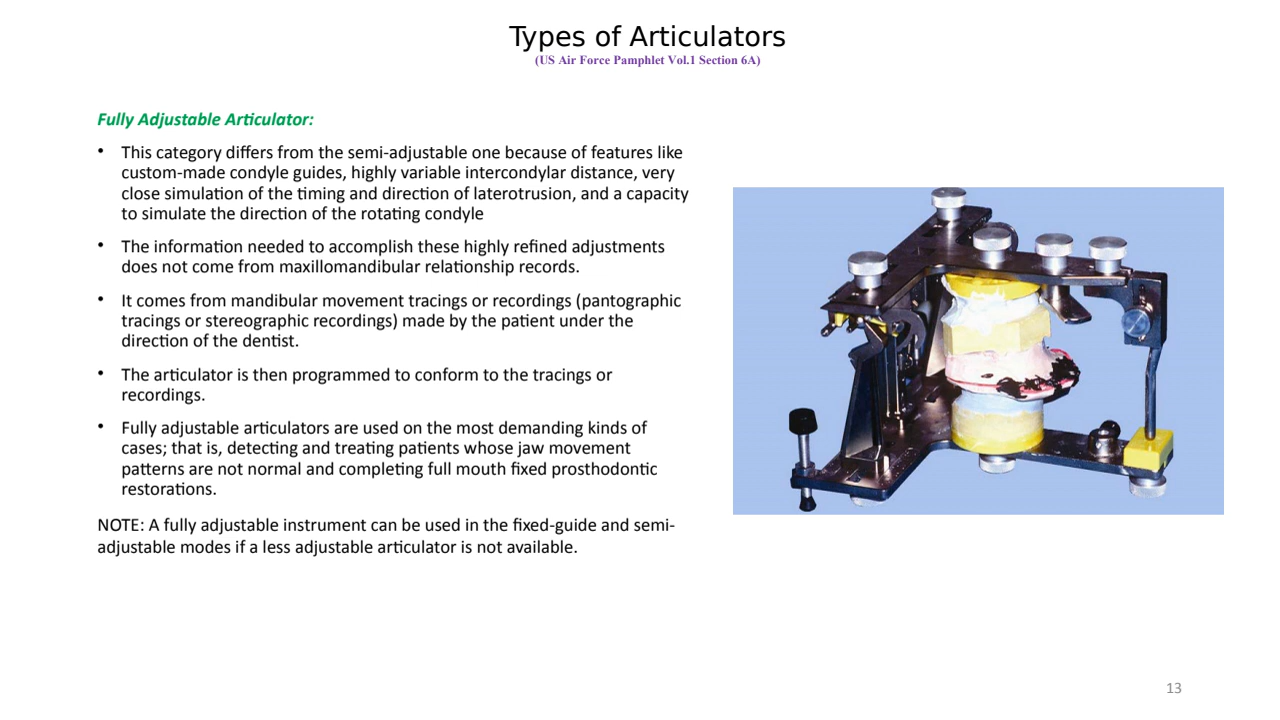 Types of Articulators
(US Air Force Pamphlet Vol.1 Section 6A)
Fully Adjustable Articulator:
• This category differs from the semi-adjustable one because of features like
custom-made condyle guides, highly variable intercondylar distance, very
close simulation of the timing and direction of laterotrusion, and a capacity
to simulate the direction of the rotating condyle
• The information needed to accomplish these highly refined adjustments
does not come from maxillomandibular relationship records.
• It comes from mandibular movement tracings or recordings (pantographic
tracings or stereographic recordings) made by the patient under the
direction of the dentist.
• The articulator is then programmed to conform to the tracings or
recordings.
• Fully adjustable articulators are used on the most demanding kinds of
cases; that is, detecting and treating patients whose jaw movement
patterns are not normal and completing full mouth fixed prosthodontic
restorations.
NOTE: A fully adjustable instrument can be used in the fixed-guide and semi-
adjustable modes if a less adjustable articulator is not available.
13